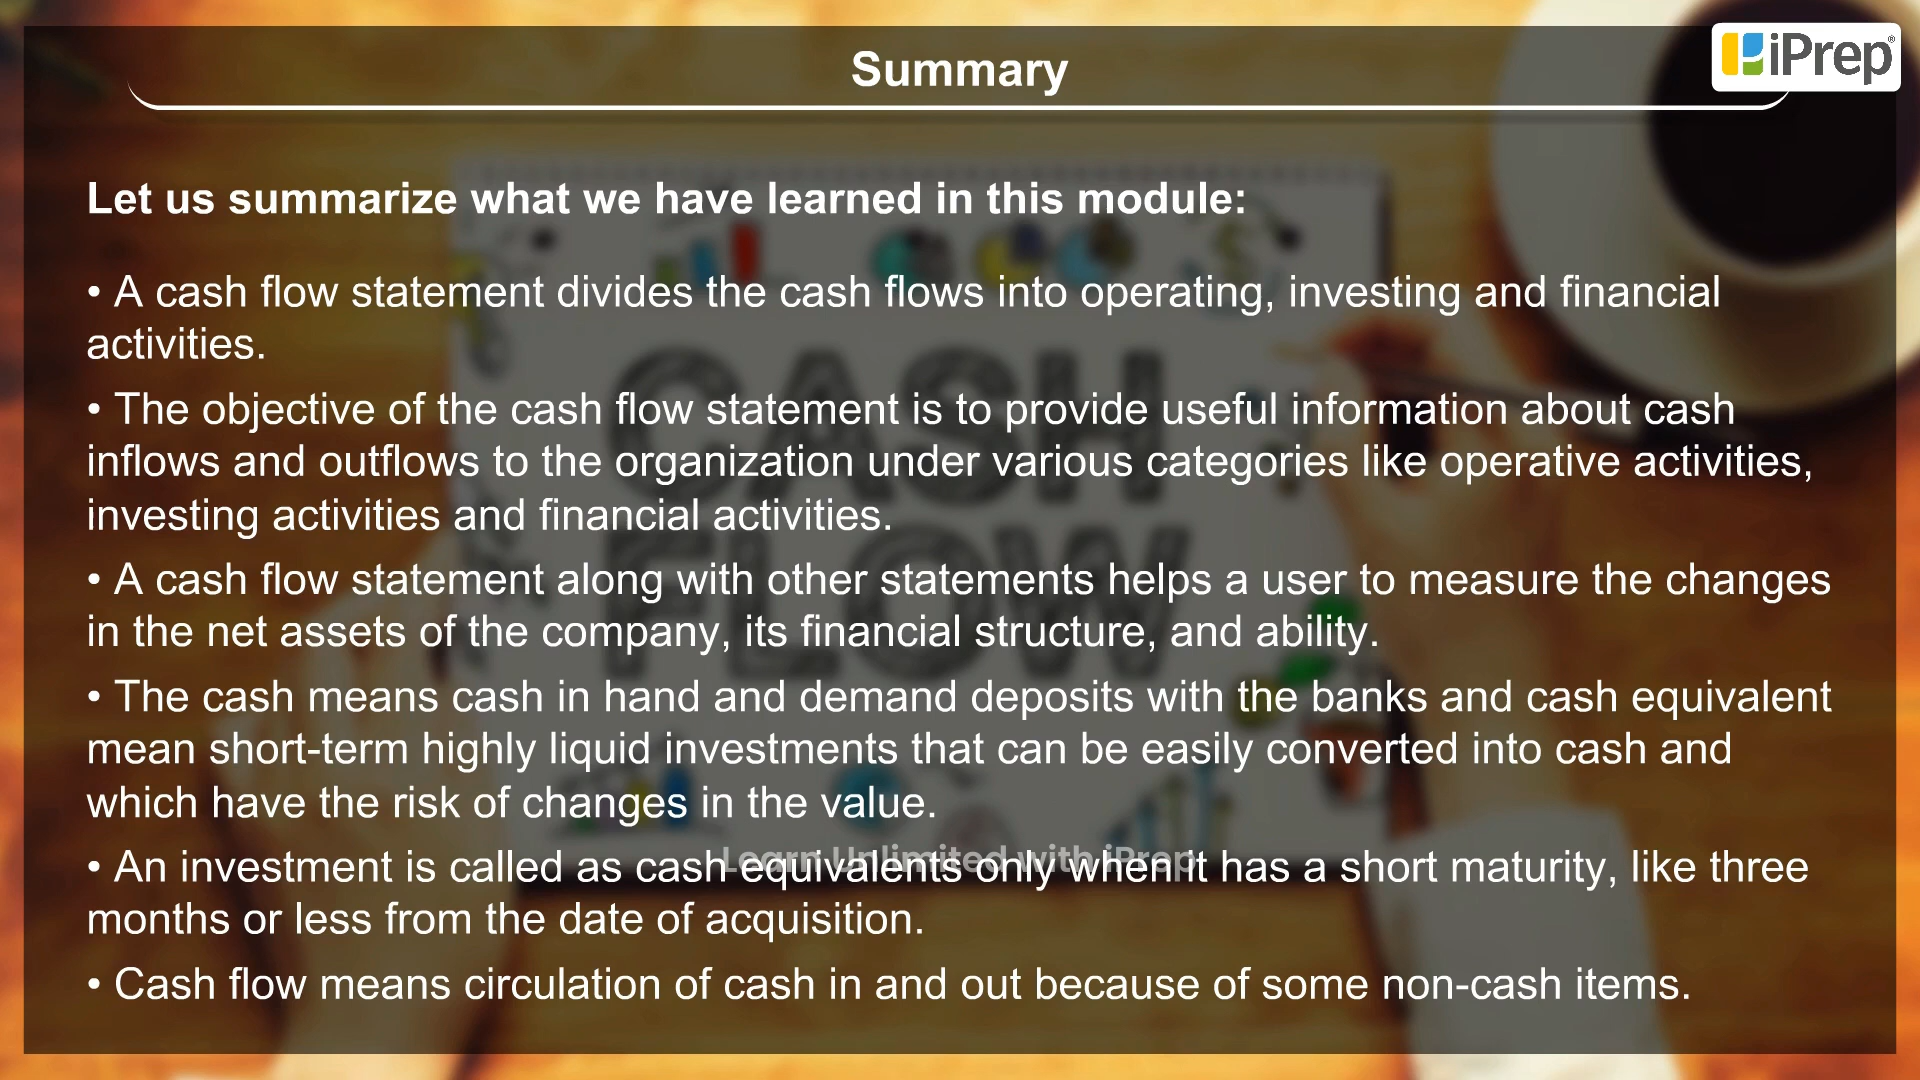 Summary
iPrep®
Let us summarize what we have learned in this module:
• A cash flow statement divides the cash flows into operating, investing and financial
activities.
• The objective of the cash flow statement is to provide useful information about cash
inflows and outflows to the organization under various categories like operative activities,
investing activities and financial activities.
• A cash flow statement along with other statements helps a user to measure the changes
in the net assets of the company, its financial structure, and ability.
• The cash means cash in hand and demand deposits with the banks and cash equivalent
mean short-term highly liquid investments that can be easily converted into cash and
which have the risk of changes in the value.
• An investment is called as cash equivalents only when it has a short maturity, like three
months or less from the date of acquisition.
• Cash flow means circulation of cash in and out because of some non-cash items.
CASH
FLOW
Learn Unlimited with iPrep